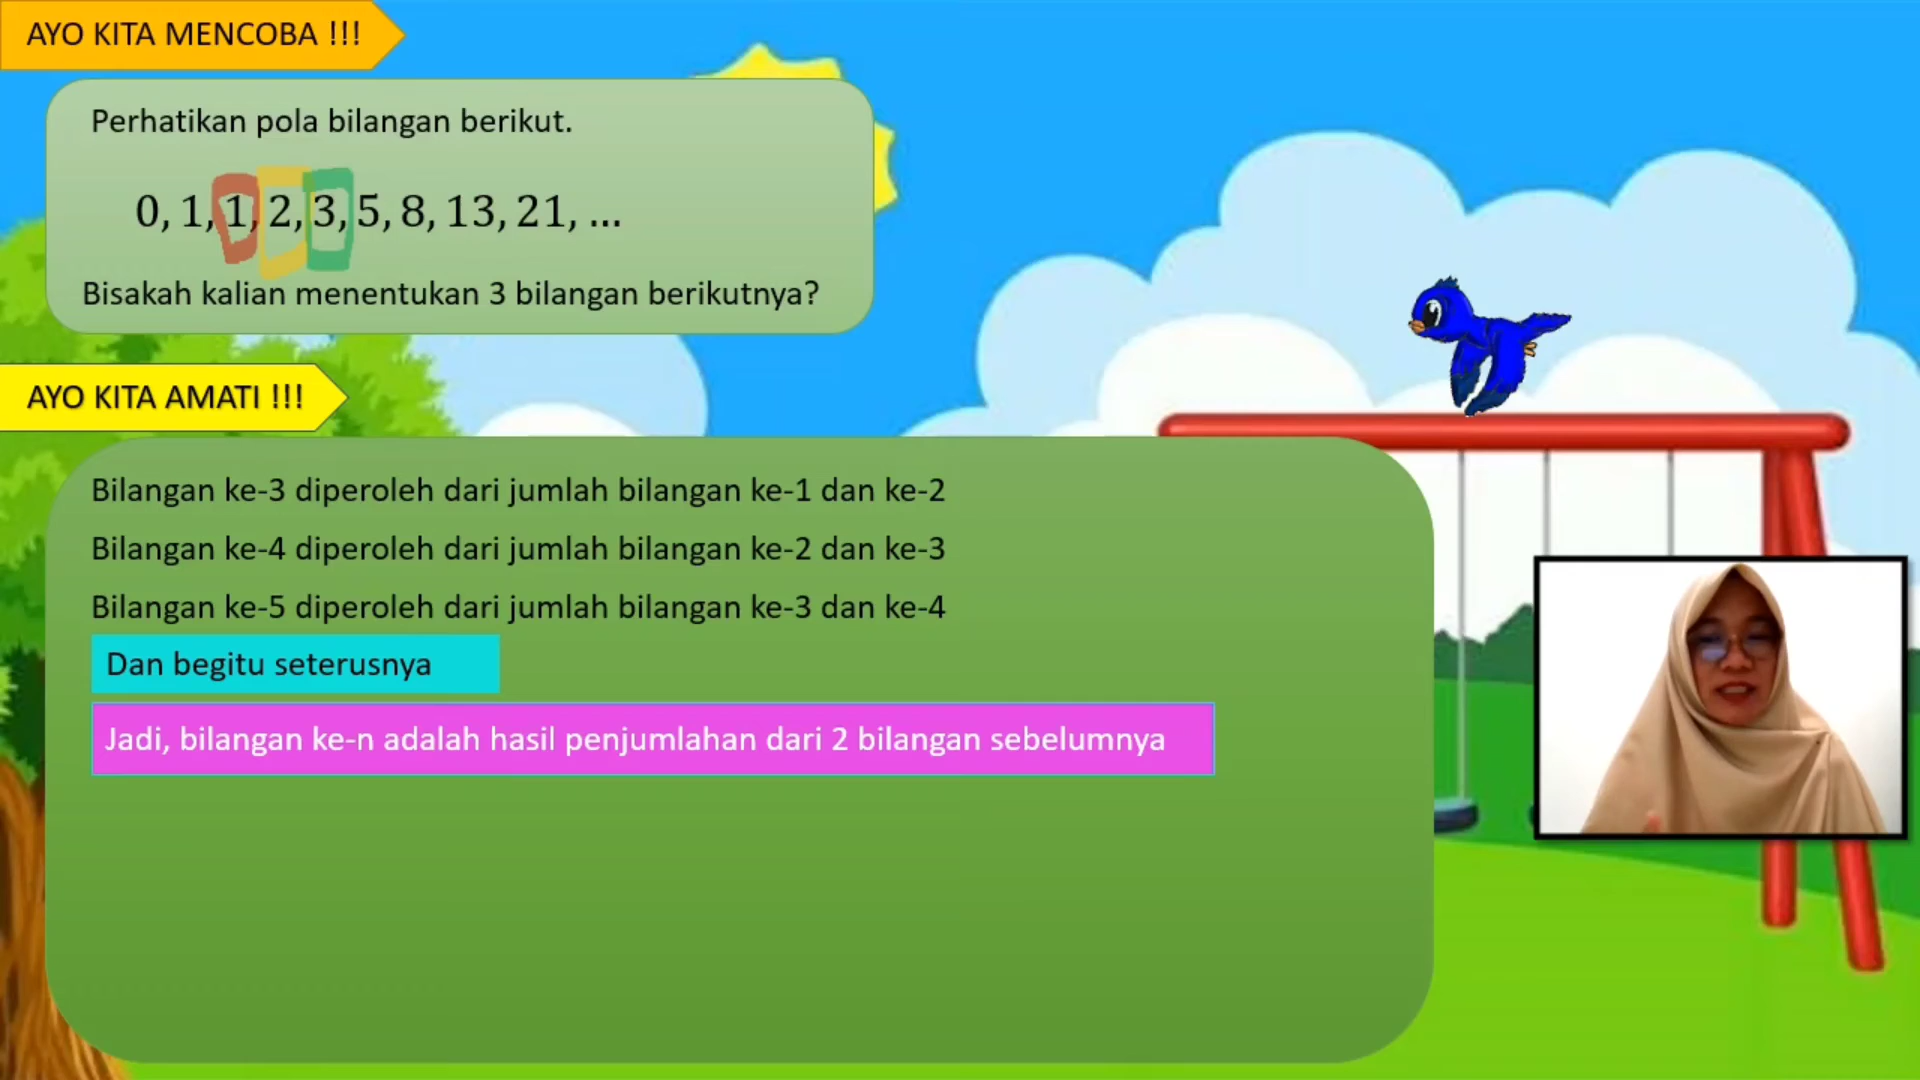 AYO KITA MENCOBA !!!
Perhatikan pola bilangan berikut.
0, 1, 1, 2, 3, 5, 8, 13, 21, ...
Bisakah kalian menentukan 3 bilangan berikutnya?
AYO KITA AMATI !!!
Bilangan ke-3 diperoleh dari jumlah bilangan ke-1 dan ke-2
Bilangan ke-4 diperoleh dari jumlah bilangan ke-2 dan ke-3
Bilangan ke-5 diperoleh dari jumlah bilangan ke-3 dan ke-4
Dan begitu seterusnya
Jadi, bilangan ke-n adalah hasil penjumlahan dari 2 bilangan sebelumnya